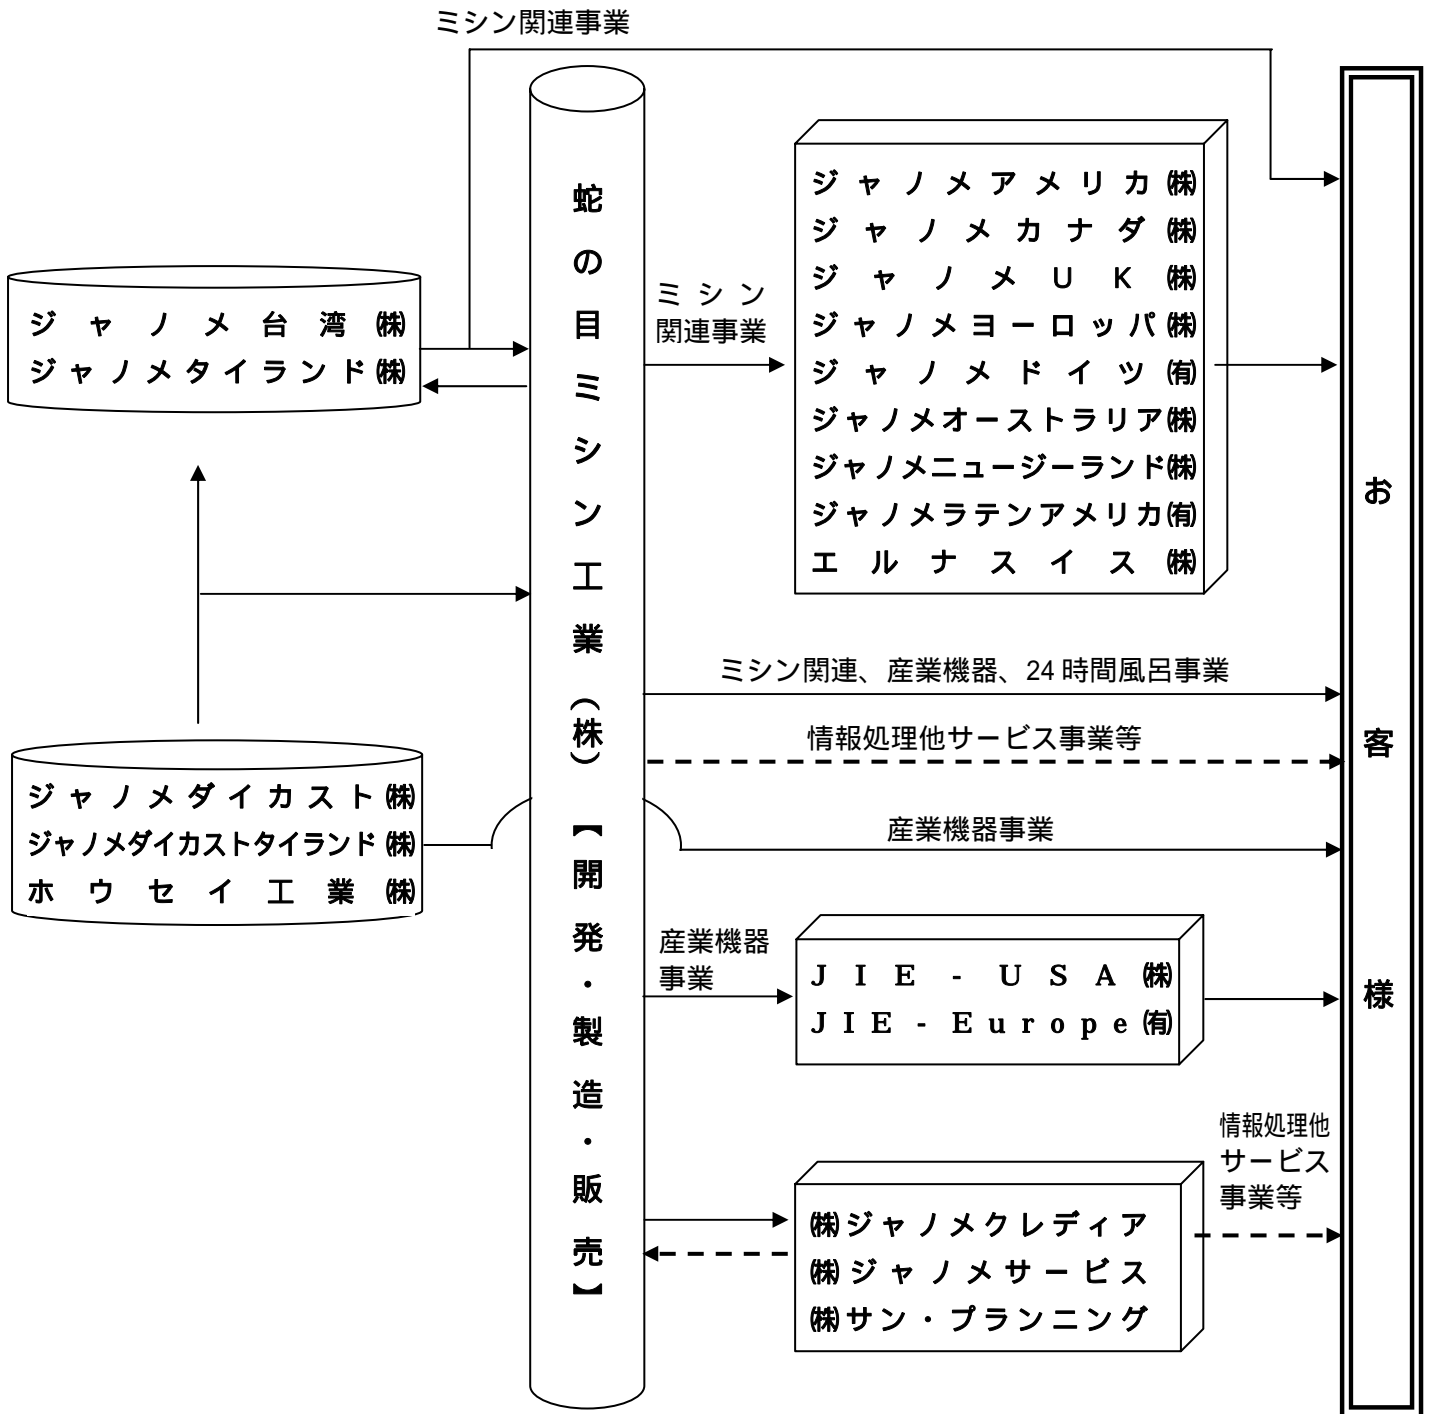 ミシン関連事業
蛇の目ミシン工業（株）【開発・製造・販売】
ジャノメ台湾㈱
ジャノメタイランド㈱
ミシン
関連事業
ジャノメアメリカ㈱
ジャノメカナダ㈱
ジャノメＵＫ㈱
ジャノメヨーロッパ㈱
ジャノメドイツ㈲
ジャノメオーストラリア㈱
ジャノメニュージーランド㈱
ジャノメラテンアメリカ㈲
エルナスイス㈱
お客様
ミシン関連、産業機器、24時間風呂事業
情報処理他サービス事業等
ジャノメダイカスト㈱
ジャノメダイカストタイランド㈱
ホウセイ工業㈱
産業機器事業
産業機器
事業
ＪＩＥ-ＵＳＡ㈱
ＪＩＥ-Ｅｕｒｏｐｅ㈲
情報処理他
サービス
事業等
㈱ジャノメクレディア
㈱ジャノメサービス
㈱サン・プランニング